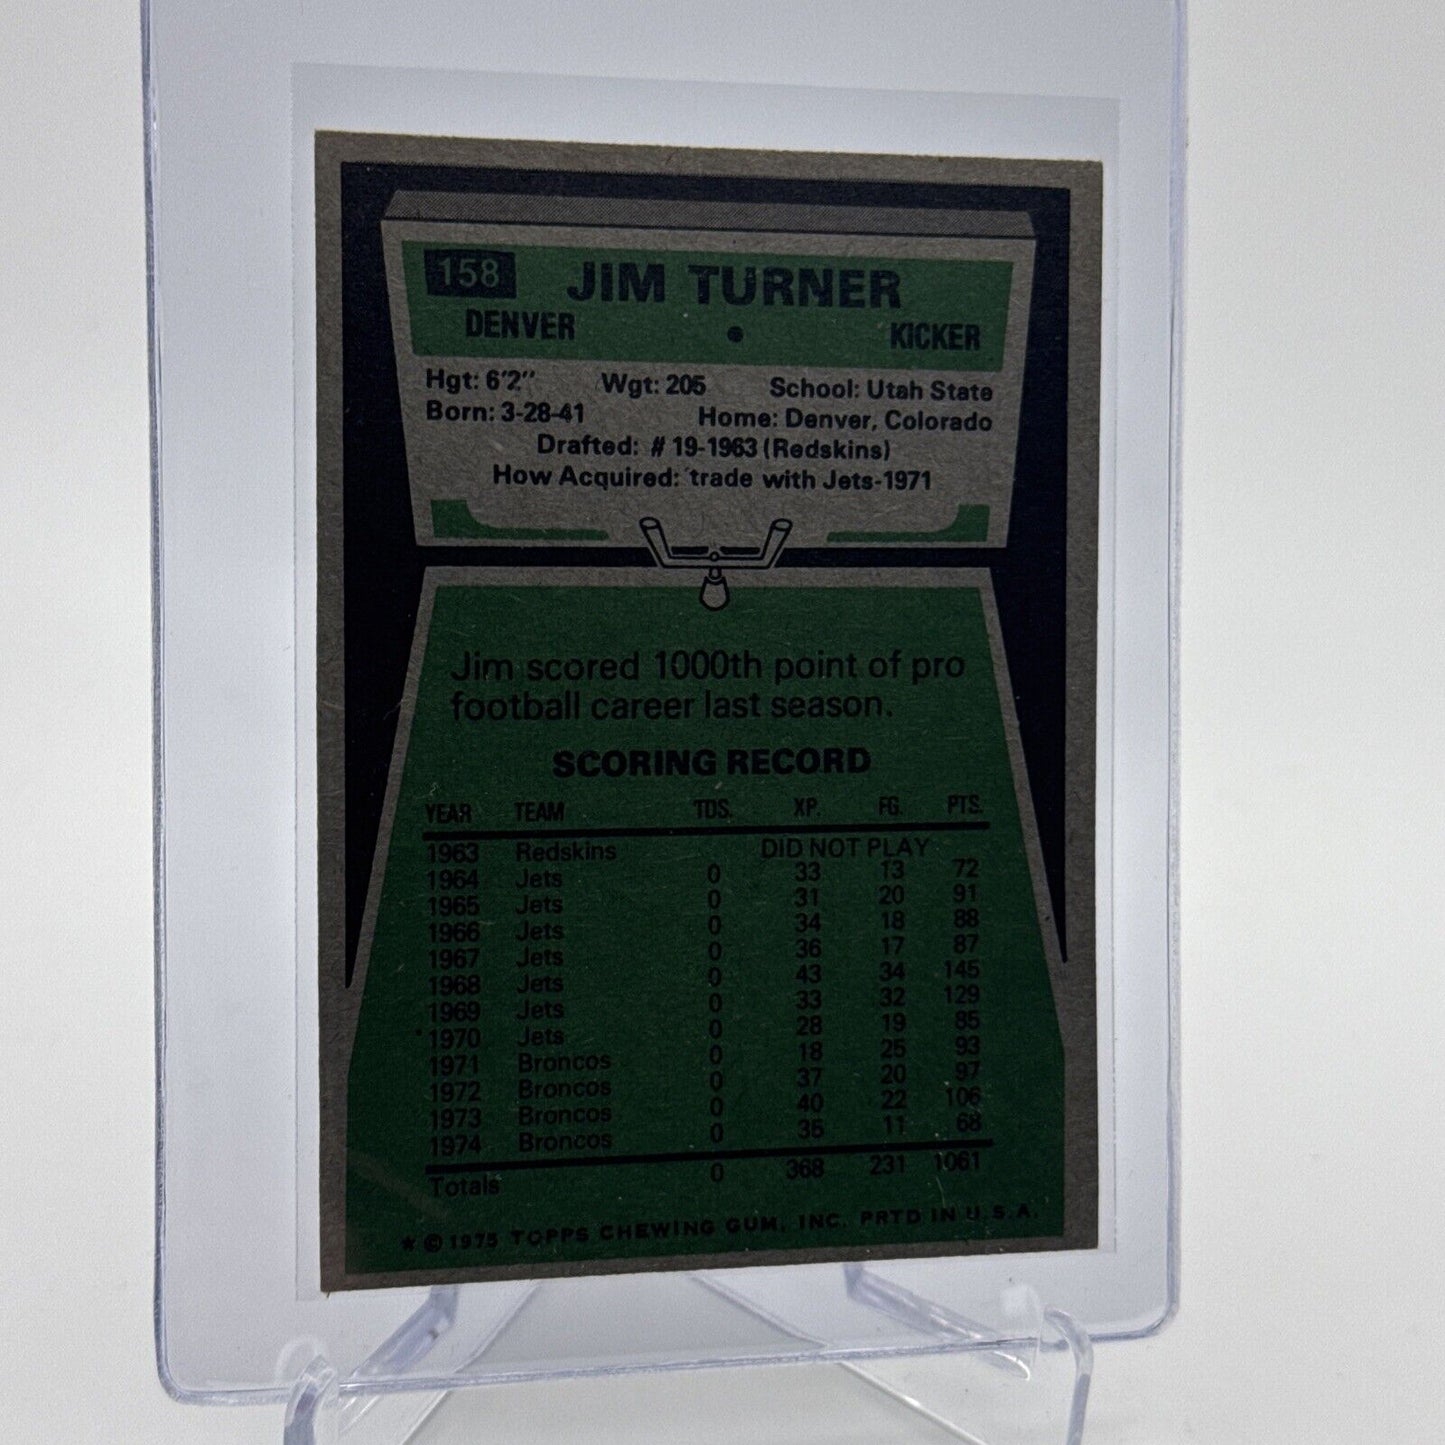 158 JIM TURNER
DENVER • KICKER
Hgt: 6'2" Wgt: 205 School: Utah State
Born: 3-28-41 Home: Denver, Colorado
Drafted: # 19-1963 (Redskins)
How Acquired: trade with Jets-1971
Jim scored 1000th point of pro
football career last season.
SCORING RECORD
YEAR TEAM TDS. XP. FG. PTS.
1963 Redskins DID NOT PLAY
1964 Jets 0 33 13 72
1965 Jets 0 31 20 91
1966 Jets 0 34 18 88
1967 Jets 0 36 17 87
1968 Jets 0 43 34 145
1969 Jets 0 33 32 129
1970 Jets 0 28 19 85
1971 Broncos 0 18 25 93
1972 Broncos 0 37 20 97
1973 Broncos 0 40 22 106
1974 Broncos 0 35 11 68
Totals 0 368 231 1061
* © 1975 TOPPS CHEWING GUM, INC. PRTD IN U.S.A.